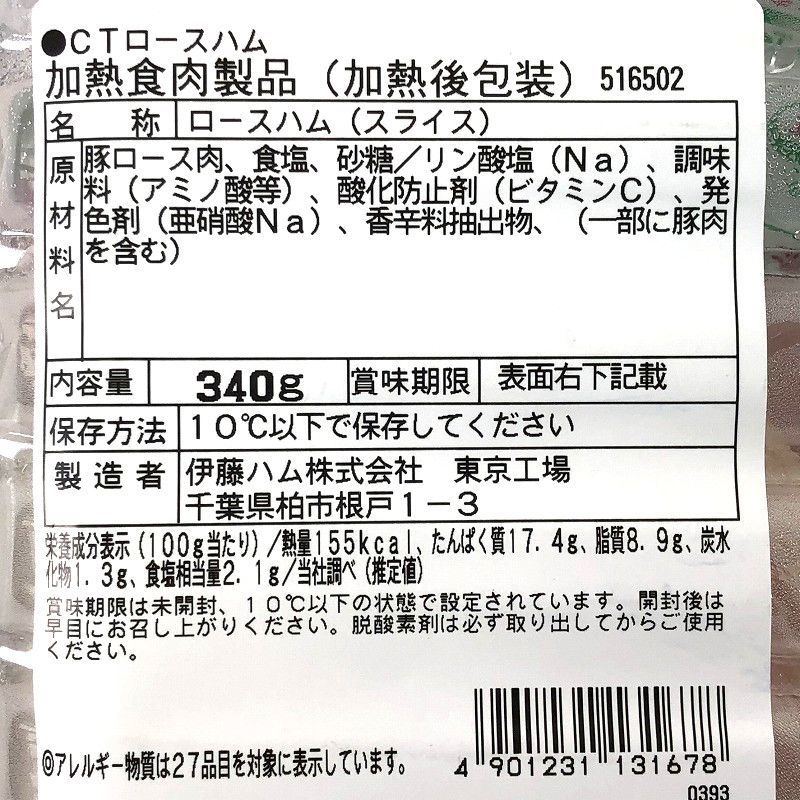 ●CTロースハム
加熱食肉製品（加熱後包装）516502
名称 ロースハム（スライス）
原材料名 豚ロース肉、食塩、砂糖／リン酸塩（Na）、調味
料（アミノ酸等）、酸化防止剤（ビタミンC）、発
色剤（亜硝酸Na）、香辛料抽出物、（一部に豚肉
を含む）
内容量 340g 賞味期限 表面右下記載
保存方法 10℃以下で保存してください
製造者 伊藤ハム株式会社 東京工場
千葉県柏市根戸1－3
栄養成分表示（100g当たり）/熱量155kcal、たんぱく質17.4g、脂質8.9g、炭水
化物1.3g、食塩相当量2.1g/当社調べ（推定値）
賞味期限は未開封、10℃以下の状態で設定されています。開封後は
早目にお召し上がりください。脱酸素剤は必ず取り出してからご使用
ください。
◎アレルギー物質は27品目を対象に表示しています。
4 901231 131678
0393